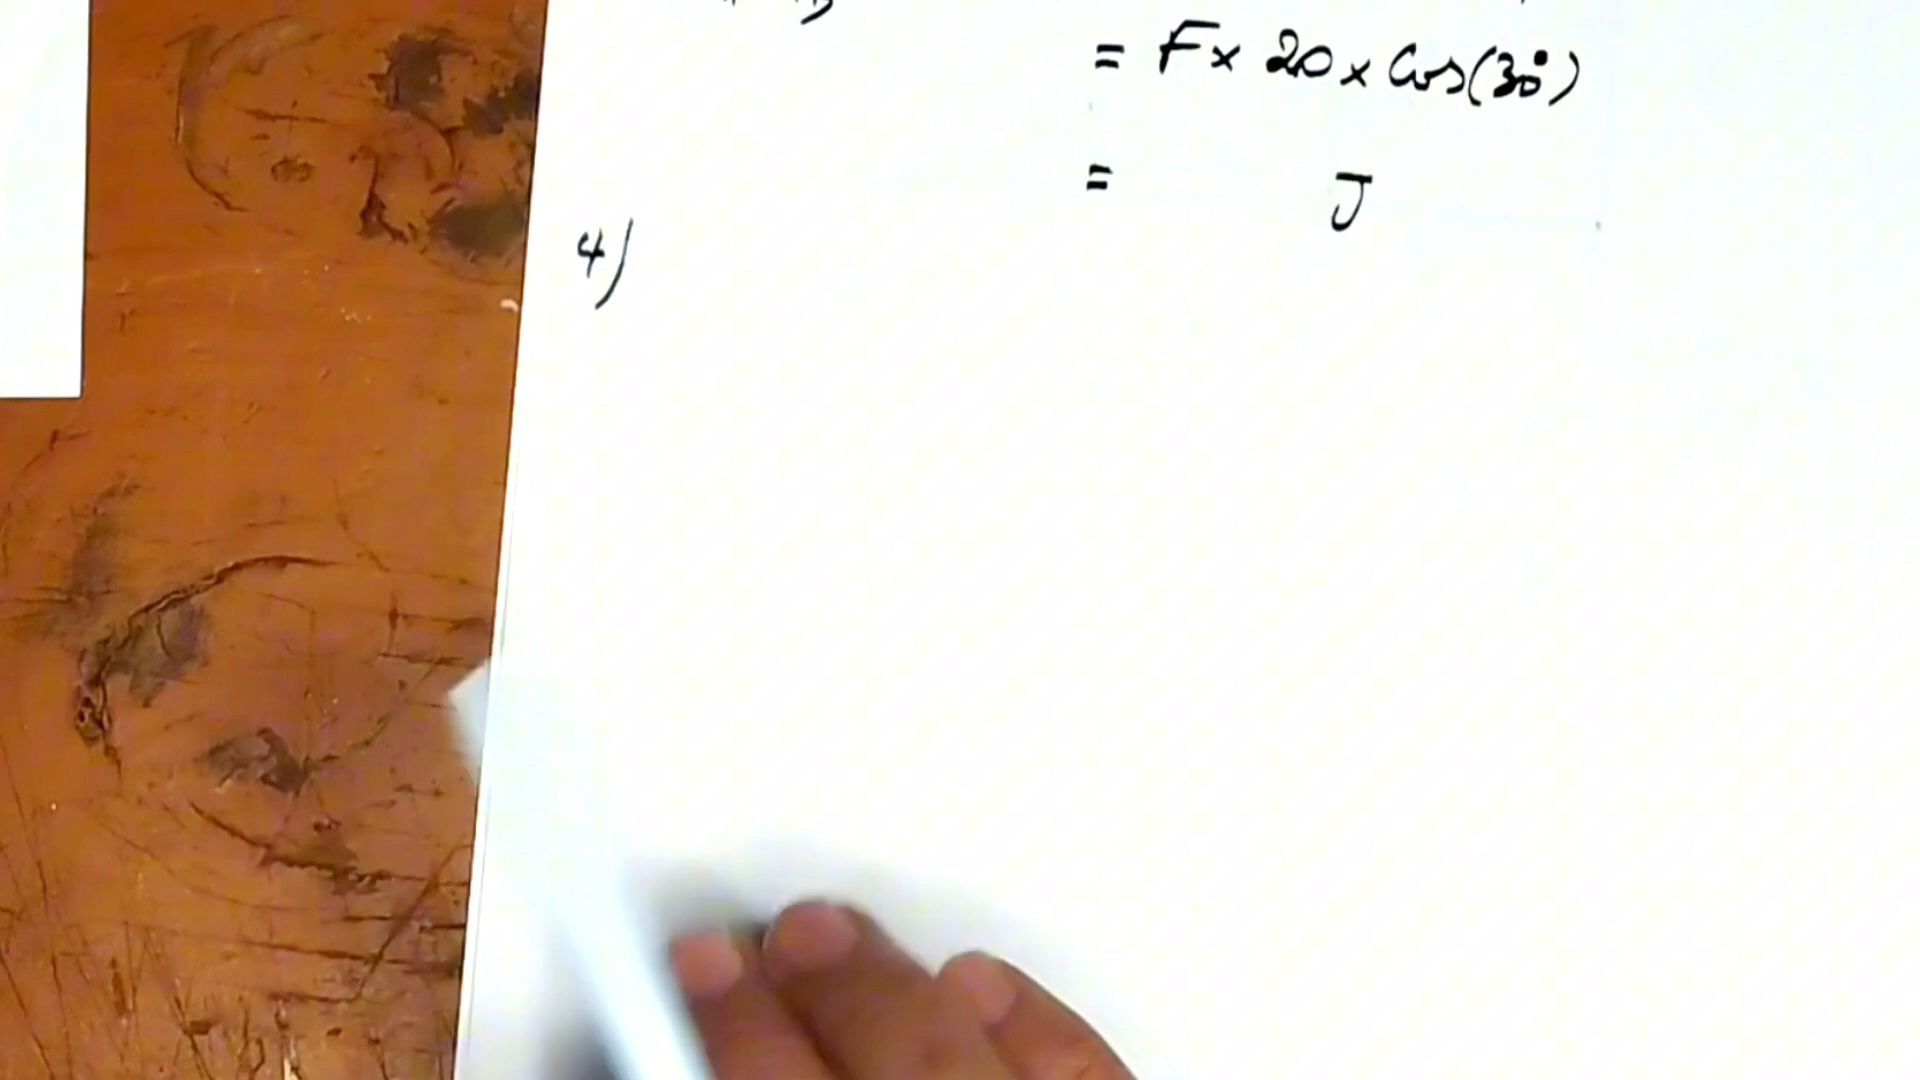 = F x 20 x Cos(30°)
= J
4)